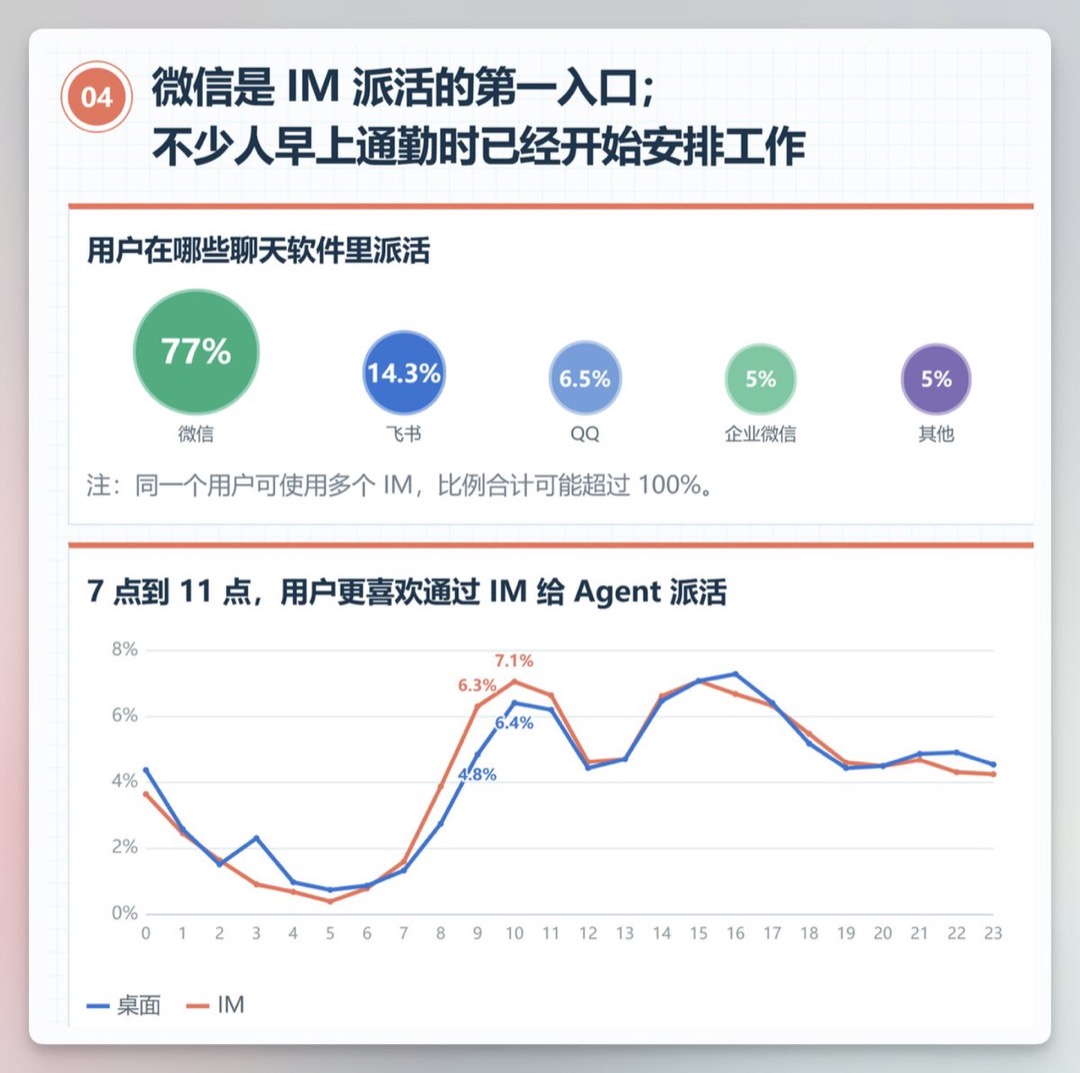 04
微信是 IM 派活的第一入口；
不少人早上通勤时已经开始安排工作
用户在哪些聊天软件里派活
77%
14.3%
6.5%
5%
5%
微信
飞书
QQ
企业微信
其他
注：同一个用户可使用多个 IM，比例合计可能超过 100%。
7 点到 11 点，用户更喜欢通过 IM 给 Agent 派活
8%
6%
4%
2%
0%
7.1%
6.3%
6.4%
4.8%
0 1 2 3 4 5 6 7 8 9 10 11 12 13 14 15 16 17 18 19 20 21 22 23
桌面 IM